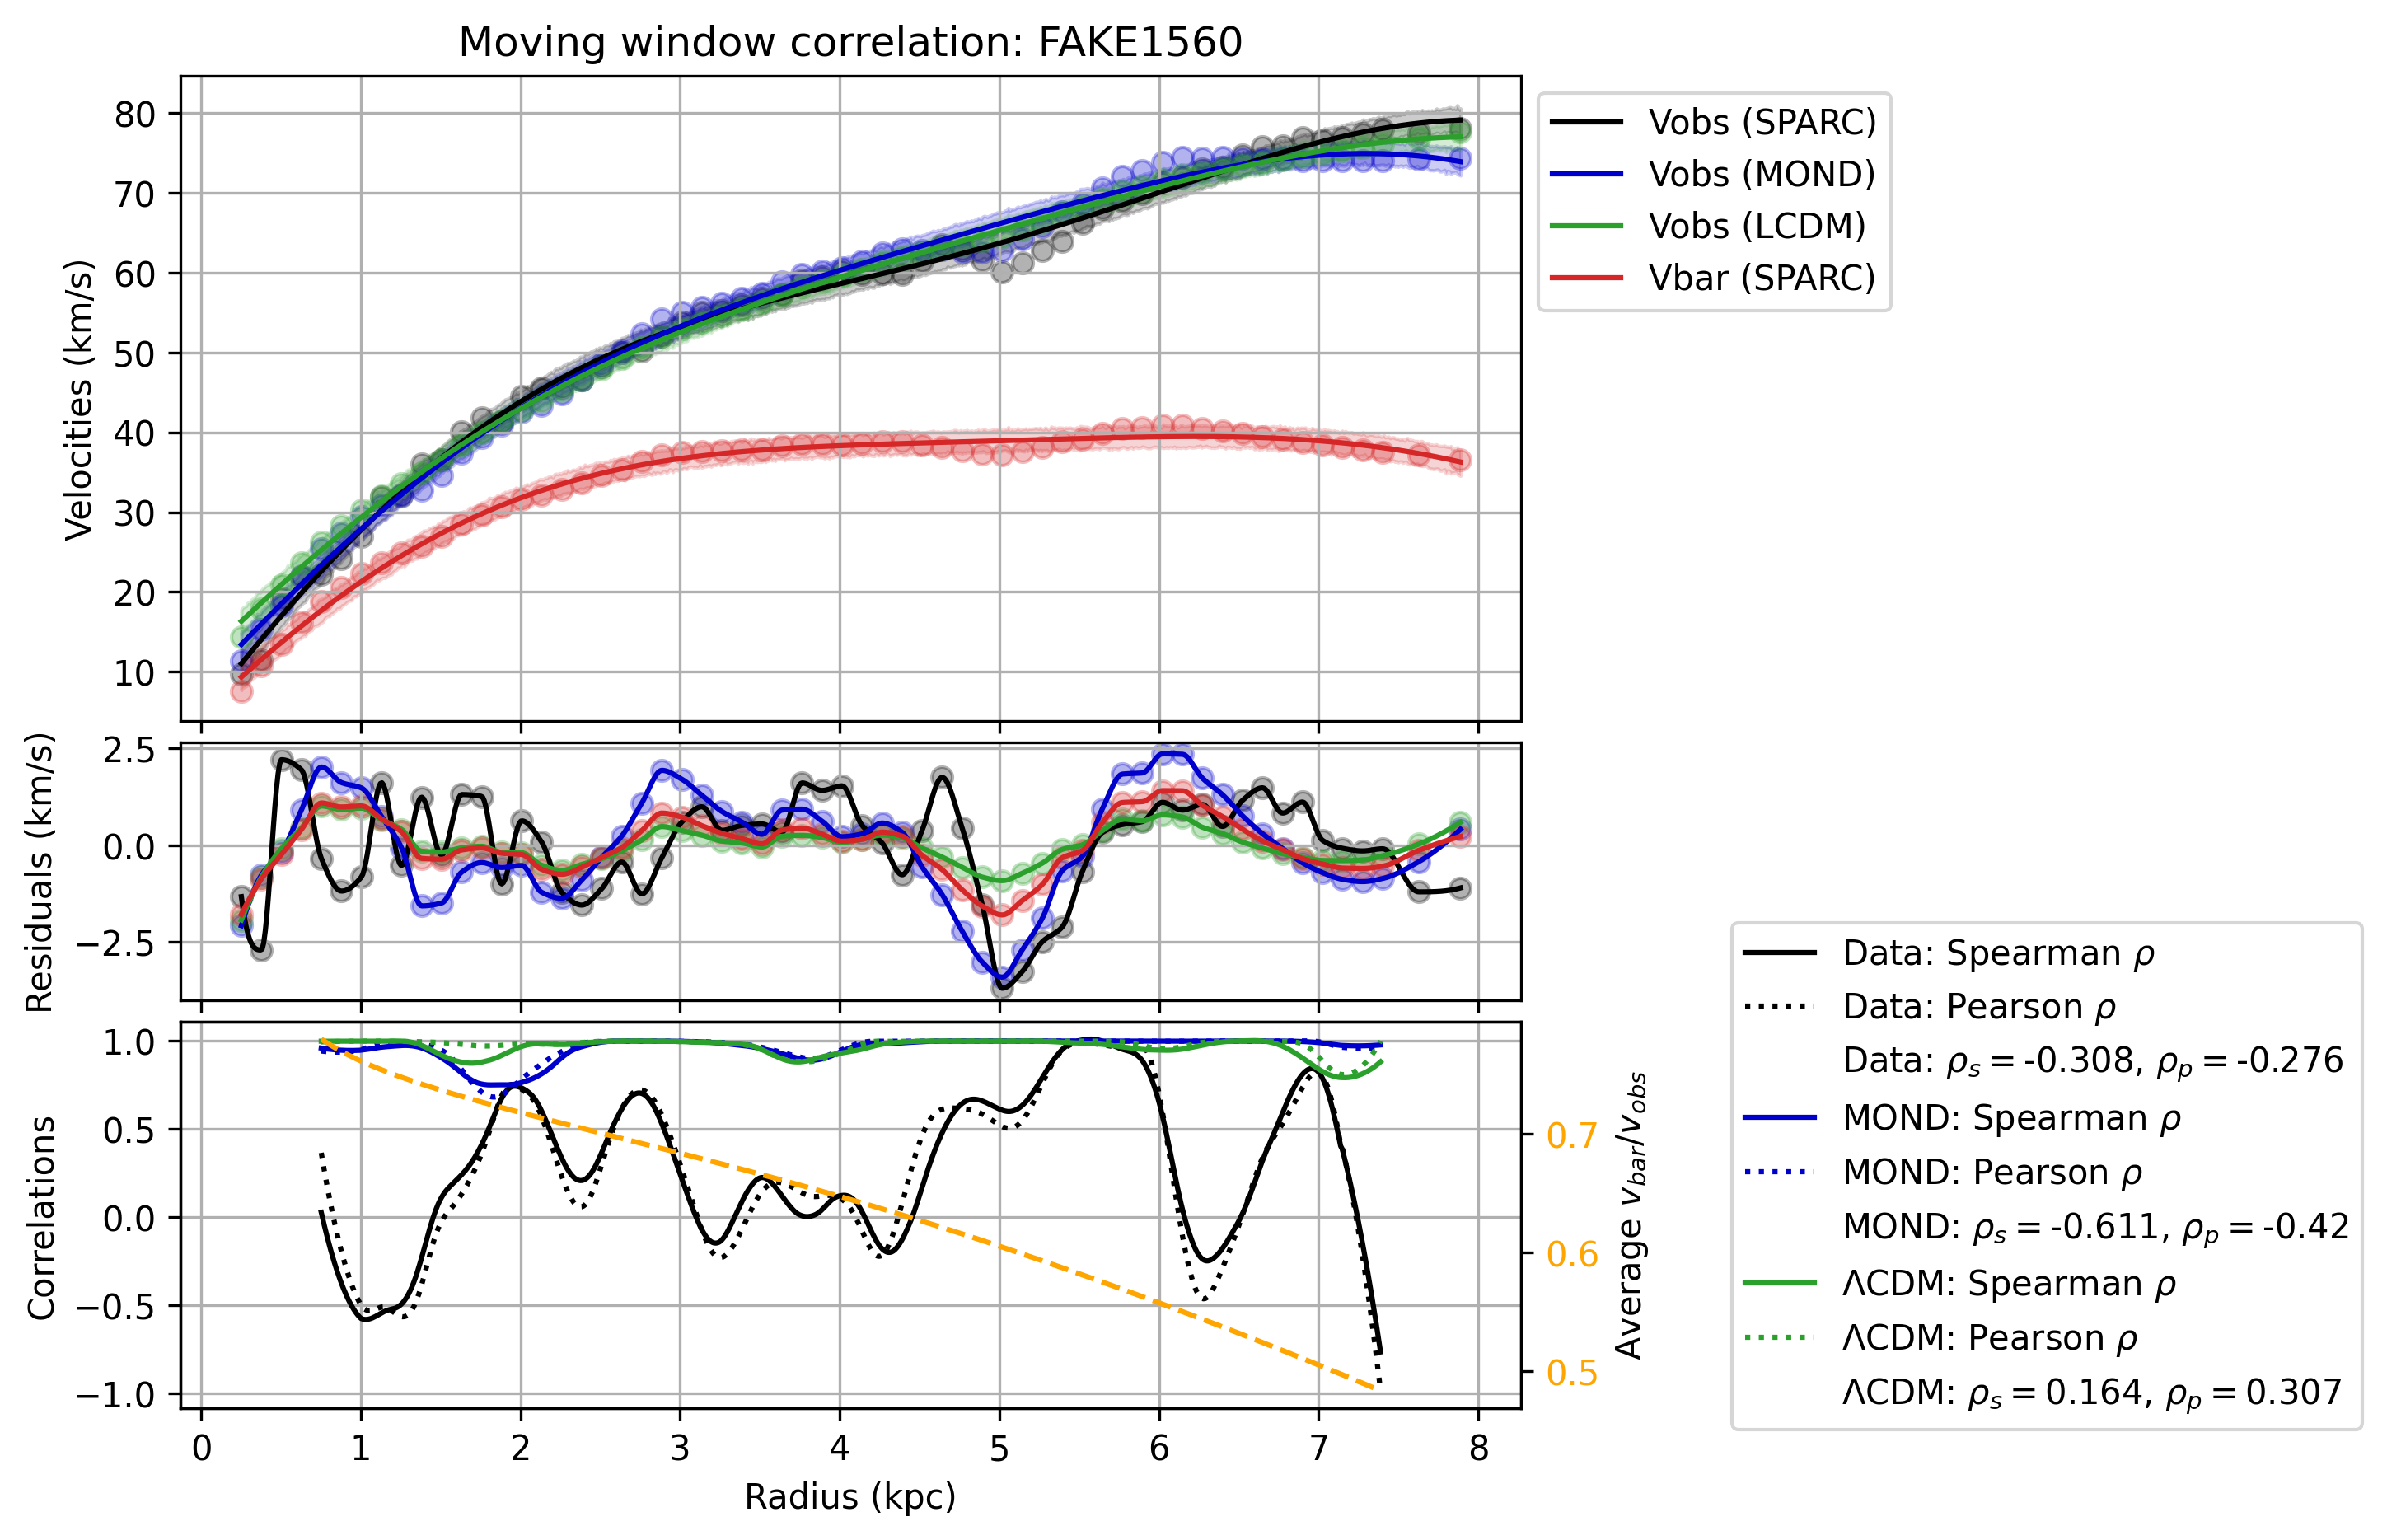 Moving window correlation: FAKE1560
Velocities (km/s)
80
70
60
50
40
30
20
10
Vobs (SPARC)
Vobs (MOND)
Vobs (LCDM)
Vbar (SPARC)
Residuals (km/s)
2.5
0.0
−2.5
Correlations
1.0
0.5
0.0
−0.5
−1.0
0.7
0.6
0.5
Average v_{bar}/v_{obs}
0 1 2 3 4 5 6 7 8
Radius (kpc)
Data: Spearman ρ
Data: Pearson ρ
Data: ρ_s = -0.308, ρ_p = -0.276
MOND: Spearman ρ
MOND: Pearson ρ
MOND: ρ_s = -0.611, ρ_p = -0.42
ΛCDM: Spearman ρ
ΛCDM: Pearson ρ
ΛCDM: ρ_s = 0.164, ρ_p = 0.307